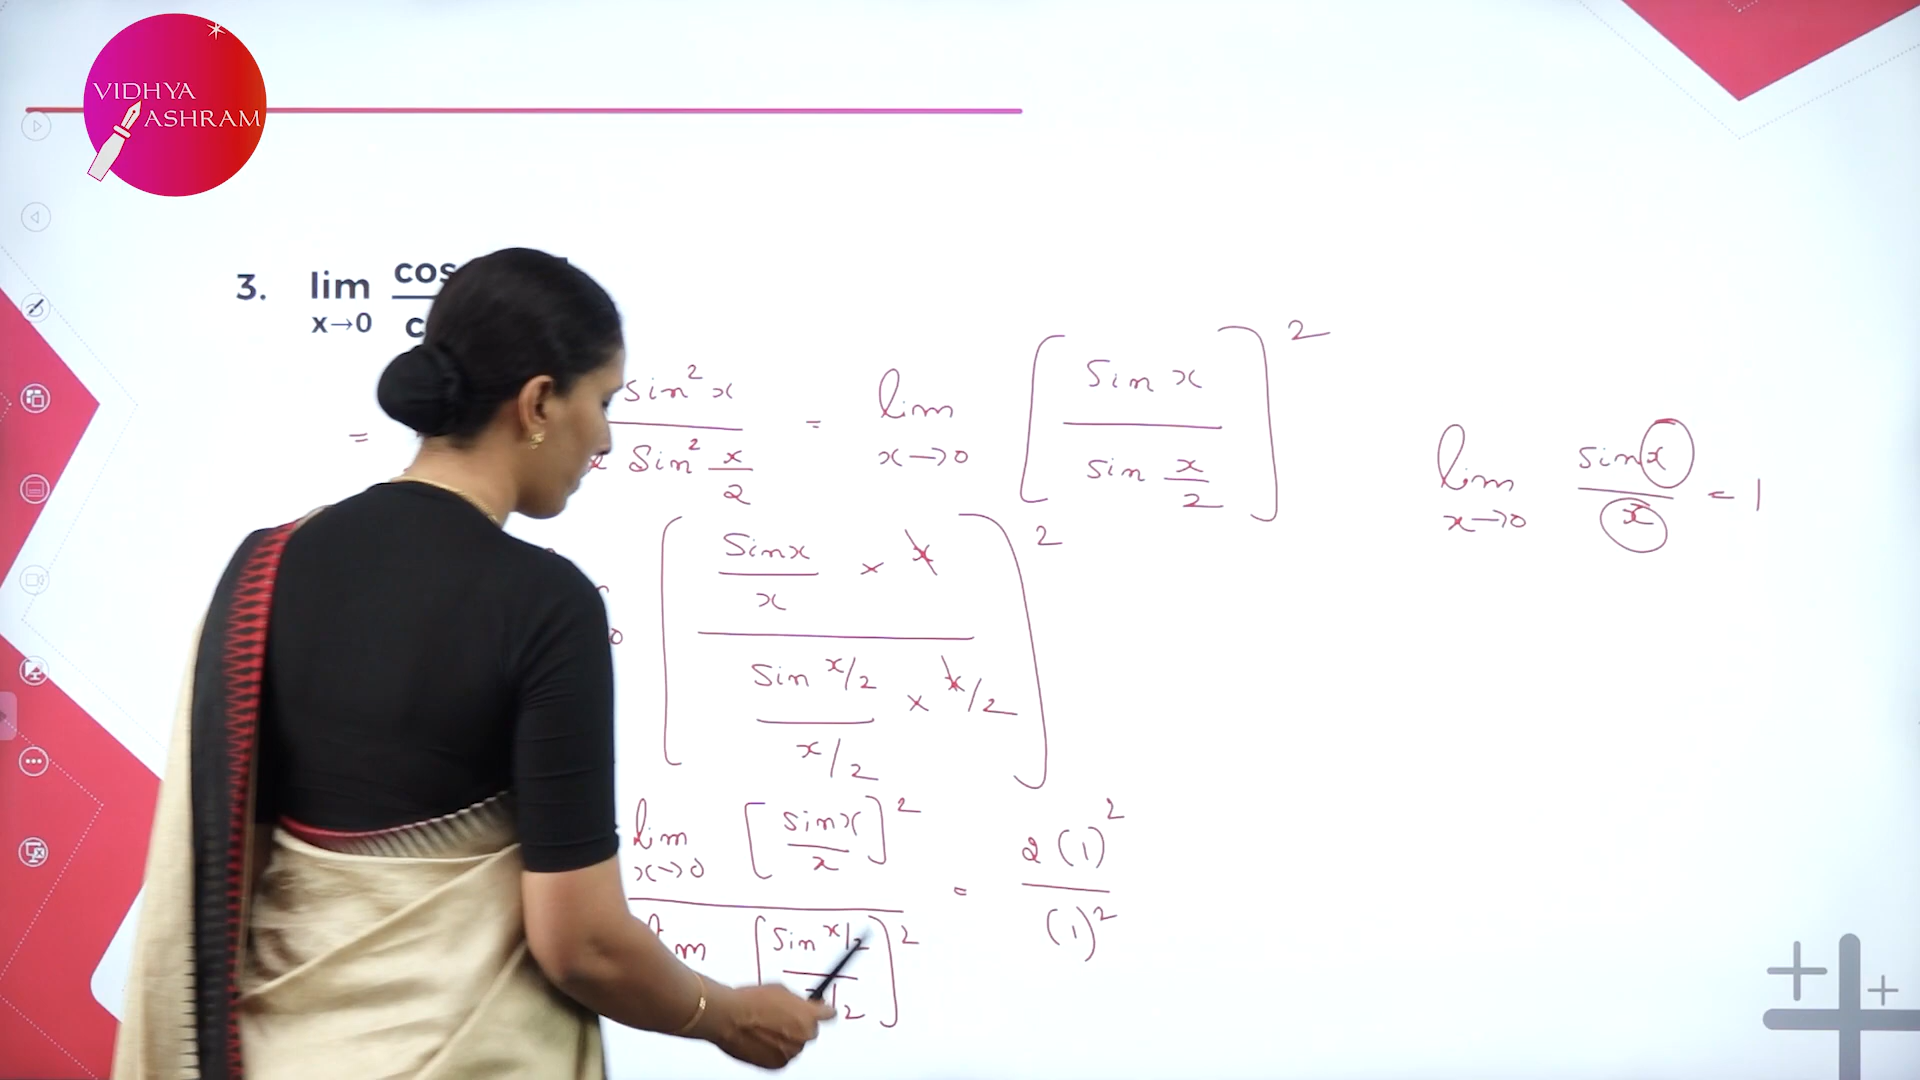 VIDHYA
ASHRAM
3. lim cos
x→0 c
= sin² x / 2 Sin² x/2 = lim x→0 [ Sin x / sin x/2 ]²
lim x→0 sin x / x = 1
[ Sin x / x × x / Sin x/2 / x/2 × x/2 ]²
lim x→0 [ sin x / x ]² = 2 (1)² / (1)²
lim [ sin x/2 / x/2 ]²